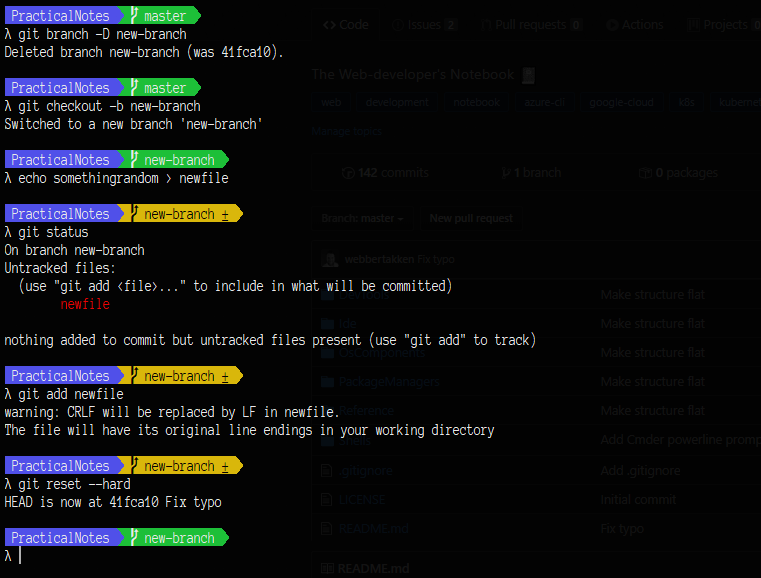 PracticalNotes master
λ git branch -D new-branch
Deleted branch new-branch (was 41fca10).
PracticalNotes master
λ git checkout -b new-branch
Switched to a new branch 'new-branch'
PracticalNotes new-branch
λ echo somethingrandom > newfile
PracticalNotes new-branch ±
λ git status
On branch new-branch
Untracked files:
(use "git add <file>..." to include in what will be committed)
newfile
nothing added to commit but untracked files present (use "git add" to track)
PracticalNotes new-branch ±
λ git add newfile
warning: CRLF will be replaced by LF in newfile.
The file will have its original line endings in your working directory
PracticalNotes new-branch ±
λ git reset --hard
HEAD is now at 41fca10 Fix typo
PracticalNotes new-branch
λ
Code Issues 2 Pull requests 0 Actions Projects 0
The Web-developer's Notebook
web development notebook azure-cli google-cloud k8s
Manage topics
142 commits 1 branch 0 packages
Branch: master New pull request
webbertakken Fix typo
Make structure flat
Ide Make structure flat
Make structure flat
PackageManagers Make structure flat
Reference Make structure flat
Add Cmder powerline
.gitignore Add .gitignore
LICENSE Initial commit
README.md Fix typo
README.md